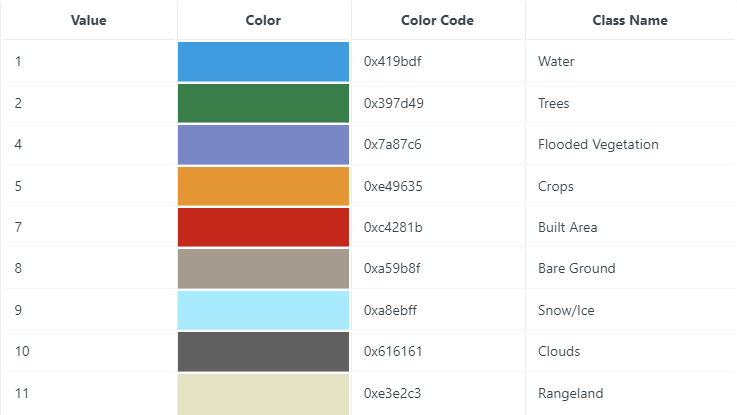 Value Color Color Code Class Name
1 0x419bdf Water
2 0x397d49 Trees
4 0x7a87c6 Flooded Vegetation
5 0xe49635 Crops
7 0xc4281b Built Area
8 0xa59b8f Bare Ground
9 0xa8ebff Snow/Ice
10 0x616161 Clouds
11 0xe3e2c3 Rangeland